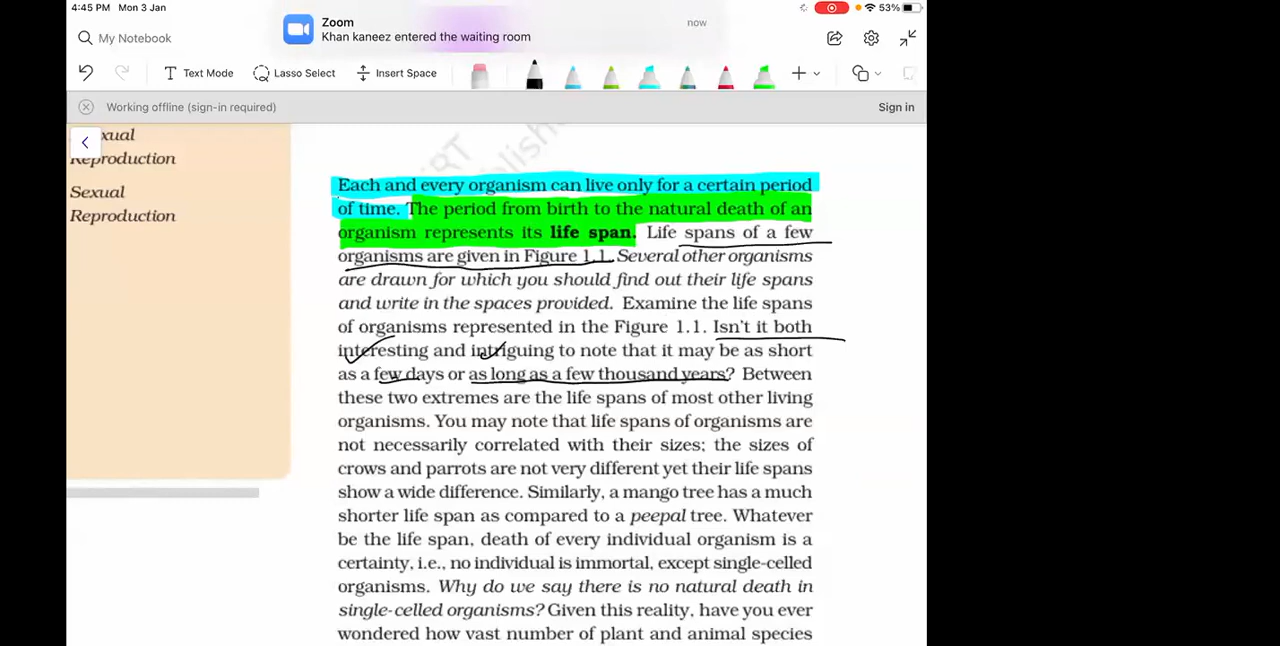 4:45 PM Mon 3 Jan
53%
Zoom
now
Khan kaneez entered the waiting room
My Notebook
Text Mode
Lasso Select
Insert Space
Working offline (sign-in required)
Sign in
xual
Reproduction
Sexual
Reproduction
Each and every organism can live only for a certain period
of time. The period from birth to the natural death of an
organism represents its life span. Life spans of a few
organisms are given in Figure 1.1. Several other organisms
are drawn for which you should find out their life spans
and write in the spaces provided. Examine the life spans
of organisms represented in the Figure 1.1. Isn't it both
interesting and intriguing to note that it may be as short
as a few days or as long as a few thousand years? Between
these two extremes are the life spans of most other living
organisms. You may note that life spans of organisms are
not necessarily correlated with their sizes; the sizes of
crows and parrots are not very different yet their life spans
show a wide difference. Similarly, a mango tree has a much
shorter life span as compared to a peepal tree. Whatever
be the life span, death of every individual organism is a
certainty, i.e., no individual is immortal, except single-celled
organisms. Why do we say there is no natural death in
single-celled organisms? Given this reality, have you ever
wondered how vast number of plant and animal species